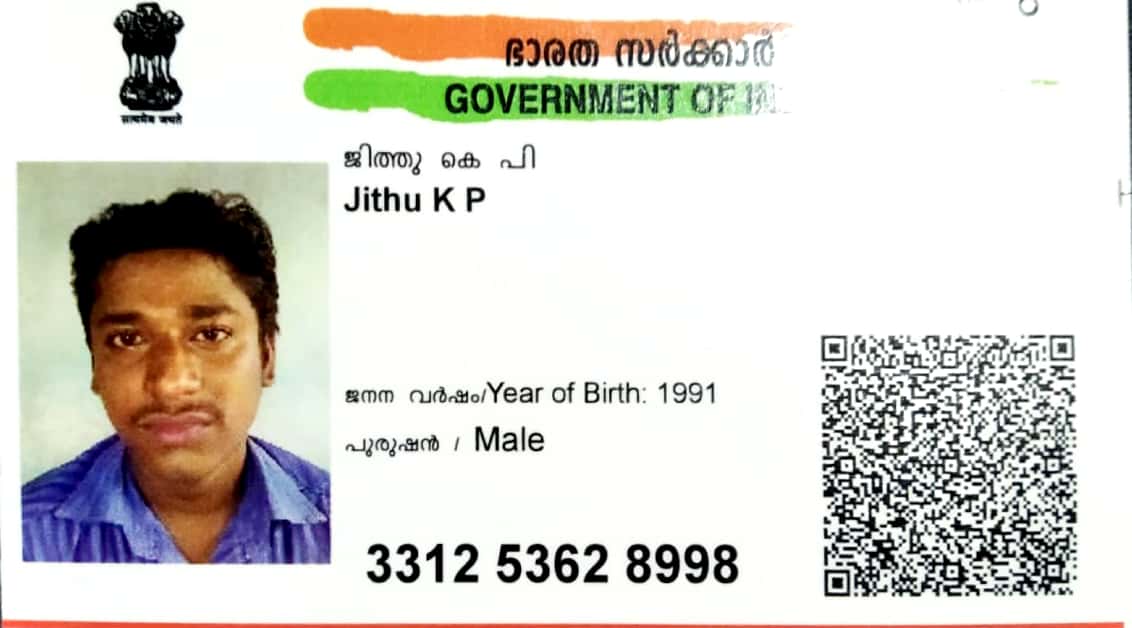 सत्यमेव जयते
ഭാരത സർക്കാർ
GOVERNMENT OF IN
ജിത്തു കെ പി
Jithu K P
ജനന വർഷം/Year of Birth: 1991
പുരുഷൻ / Male
3312 5362 8998